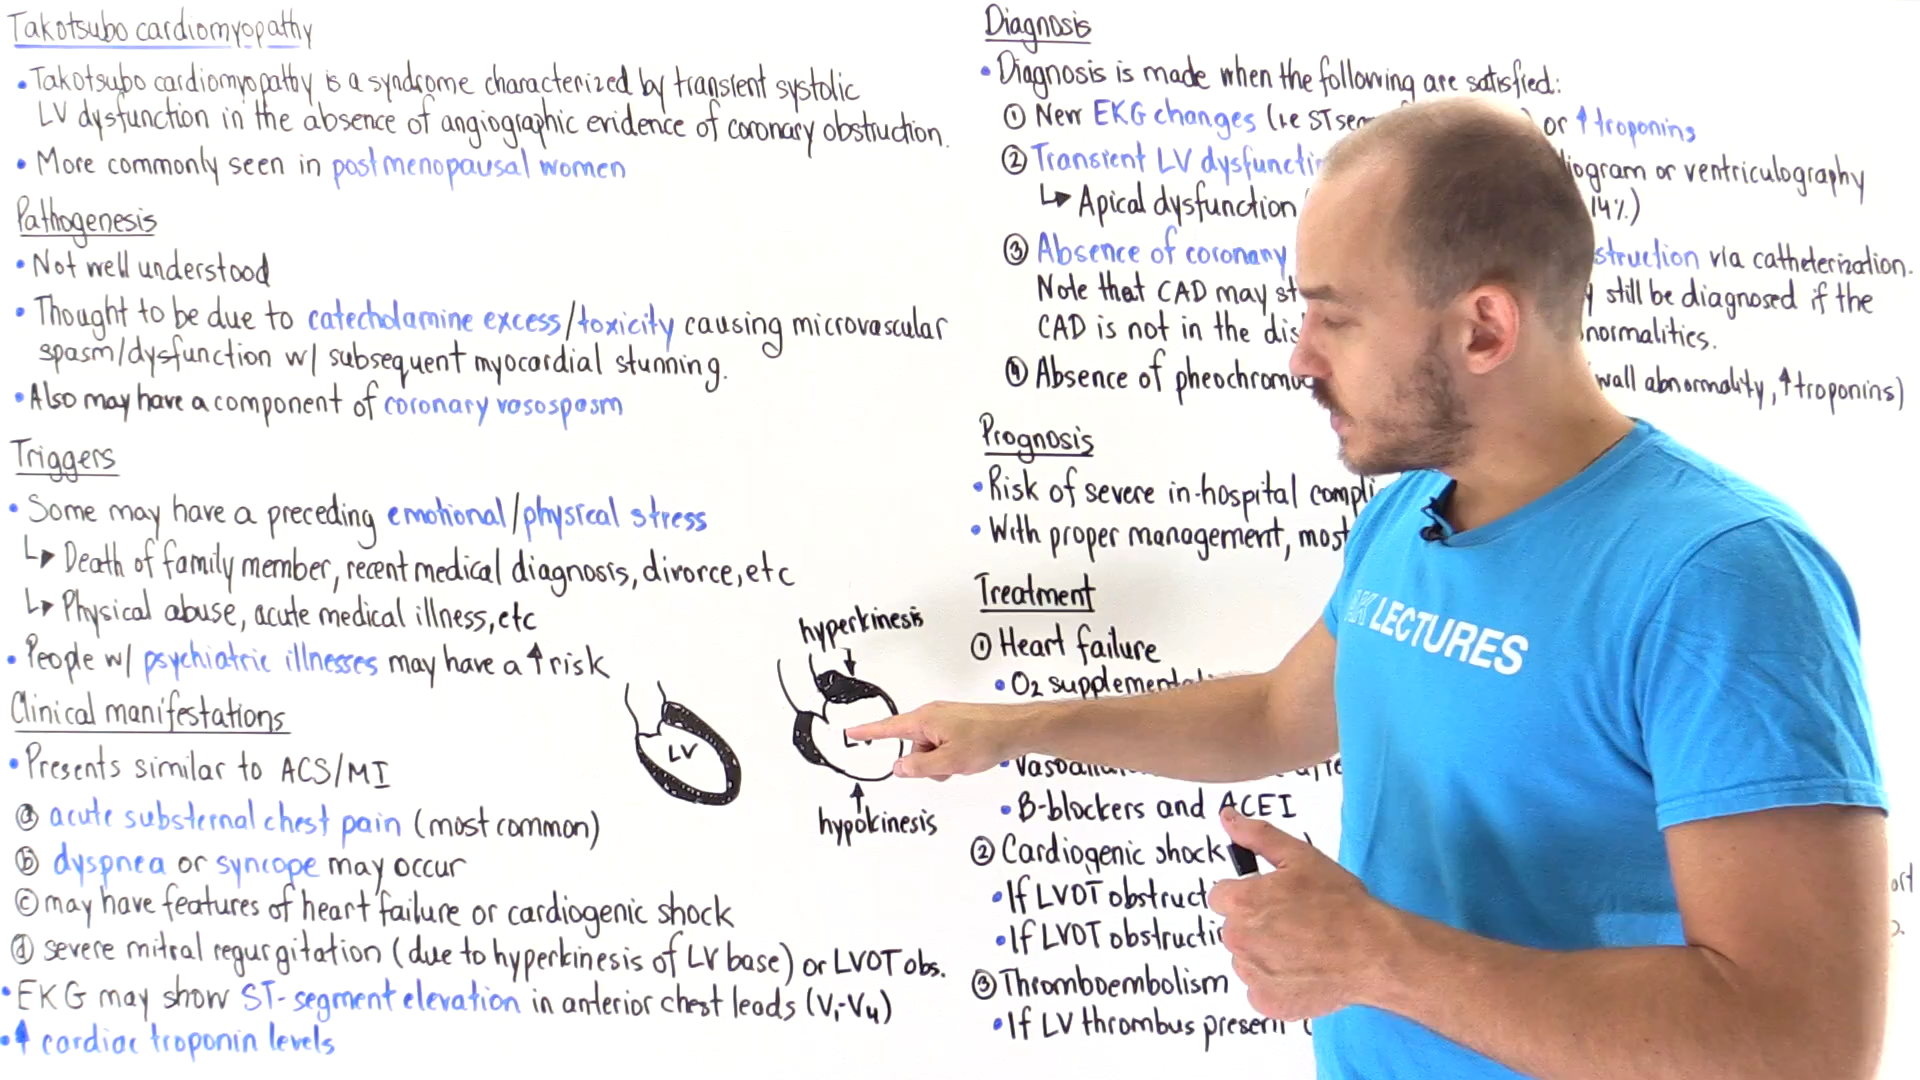 Takotsubo cardiomyopathy
• Takotsubo cardiomyopathy is a syndrome characterized by transient systolic
LV dysfunction in the absence of angiographic evidence of coronary obstruction.
• More commonly seen in postmenopausal women
Pathogenesis
• Not well understood
• Thought to be due to catecholamine excess/toxicity causing microvascular
spasm/dysfunction w/ subsequent myocardial stunning.
• Also may have a component of coronary vasospasm
Triggers
• Some may have a preceding emotional/physical stress
↳ Death of family member, recent medical diagnosis, divorce, etc
↳ Physical abuse, acute medical illness, etc
• People w/ psychiatric illnesses may have a ↑ risk
Clinical manifestations
• Presents similar to ACS/MI
ⓐ acute substernal chest pain (most common)
ⓑ dyspnea or syncope may occur
ⓒ may have features of heart failure or cardiogenic shock
ⓓ severe mitral regurgitation (due to hyperkinesis of LV base) or LVOT obs.
• EKG may show ST-segment elevation in anterior chest leads (V1-V4)
• ↑ cardiac troponin levels
LV
hyperkinesis
hypokinesis
Diagnosis
• Diagnosis is made when the following are satisfied:
① New EKG changes (i.e ST or ↑ troponins
② Transient LV or ventriculography
↳ Apical dysfunction 14%)
③ Absence of coronary via catheterization.
Note that CAD may still be diagnosed if the
CAD is not in the
④ Absence of wall abnormality, ↑ troponins)
Prognosis
• Risk of severe in-hospital
• With proper management, most
Treatment
① Heart failure
• O2
• B-blockers and ACEI
② Cardiogenic shock
• If LVOT
• If LVOT
③ Thromboembolism
• If LV thrombus present
AK LECTURES